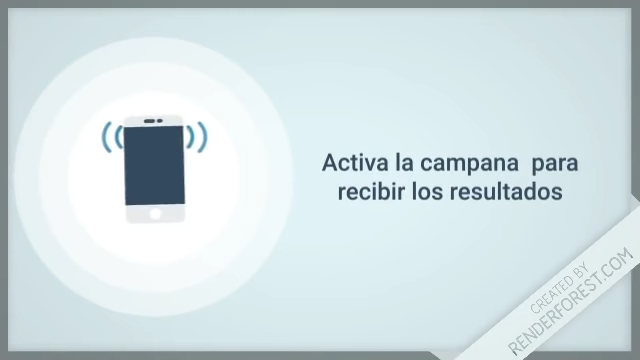 Activa la campana  para
recibir los resultados
CREATED BY
RENDERFOREST.COM